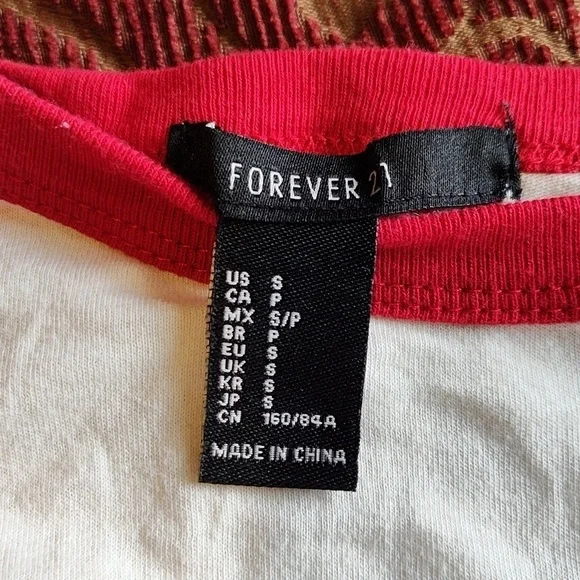 FOREVER 21
US S
CA P
MX S/P
BR P
EU S
UK S
KR S
JP S
CN 160/84A
MADE IN CHINA